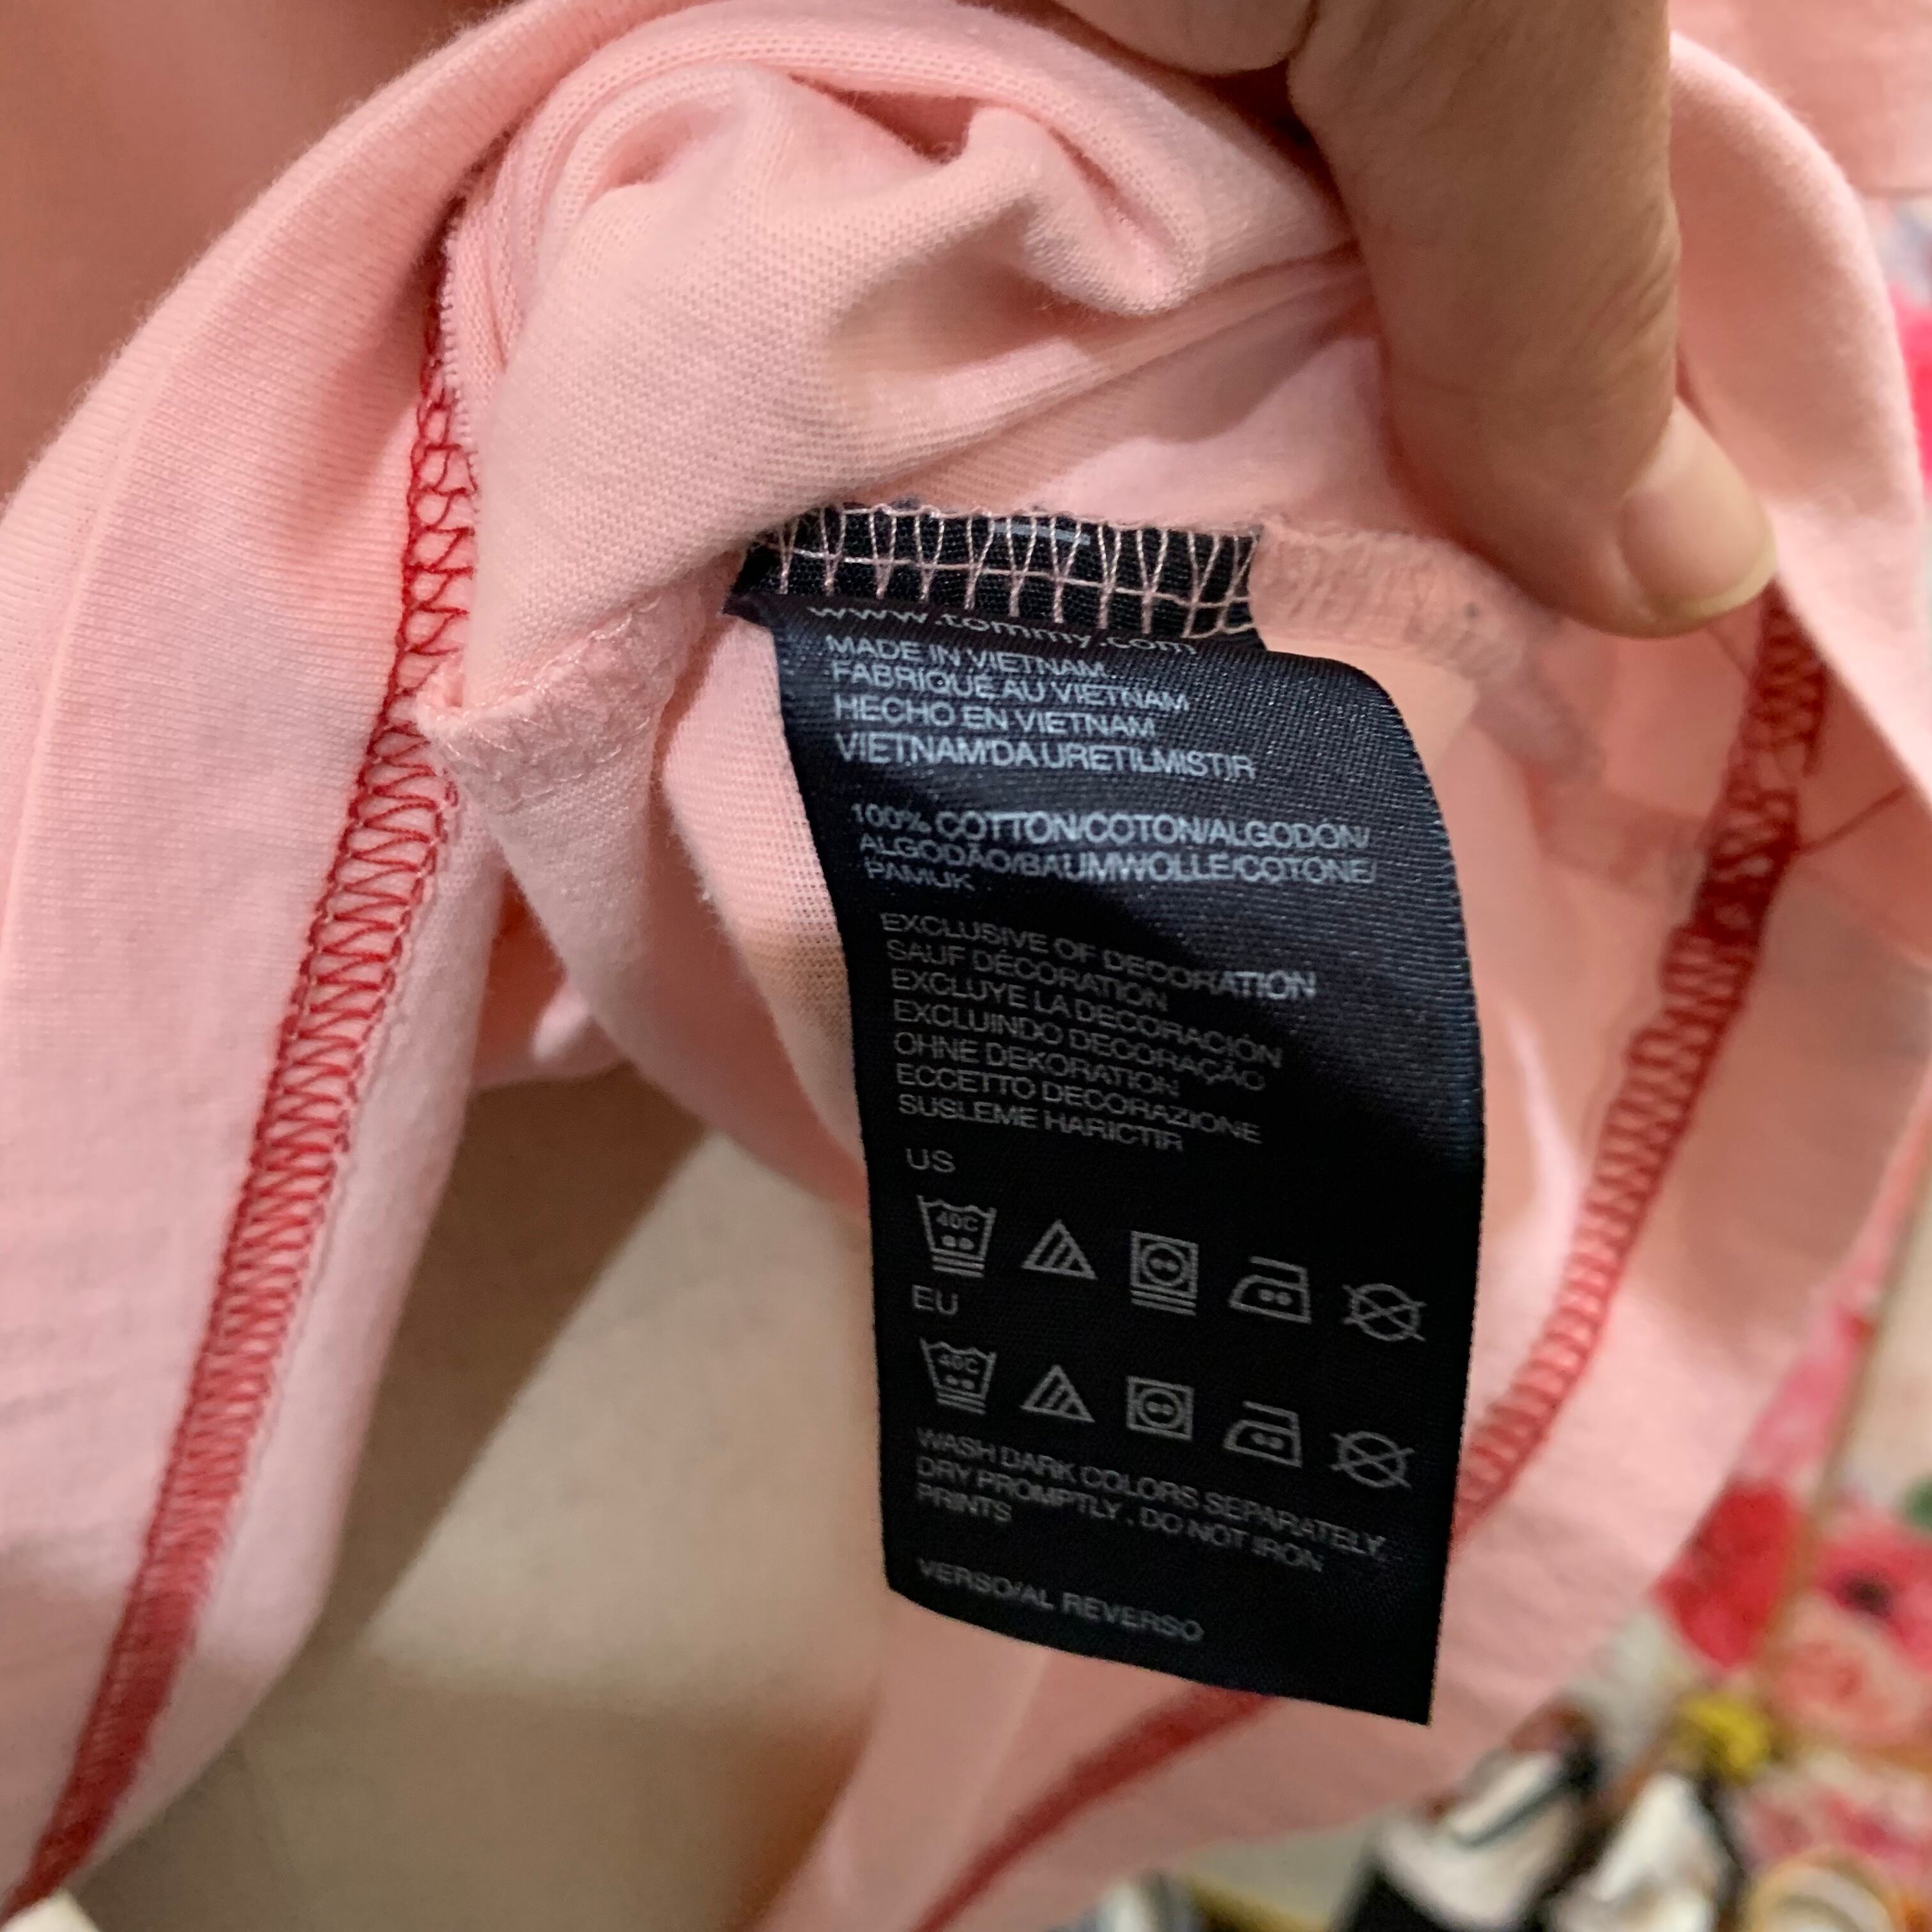 www.tommy.com
MADE IN VIETNAM
FABRIQUÉ AU VIETNAM
HECHO EN VIETNAM
VIETNAM'DA URETILMISTIR
100% COTTON/COTON/ALGODON/
ALGODÃO/BAUMWOLLE/COTONE/
PAMUK
EXCLUSIVE OF DECORATION
SAUF DÉCORATION
EXCLUYE LA DECORACIÓN
EXCLUINDO DECORAÇÃO
OHNE DEKORATION
ECCETTO DECORAZIONE
SUSLEME HARICTIR
US
40C
EU
40C
WASH DARK COLORS SEPARATELY,
DRY PROMPTLY . DO NOT IRON
PRINTS
VERSO/AL REVERSO